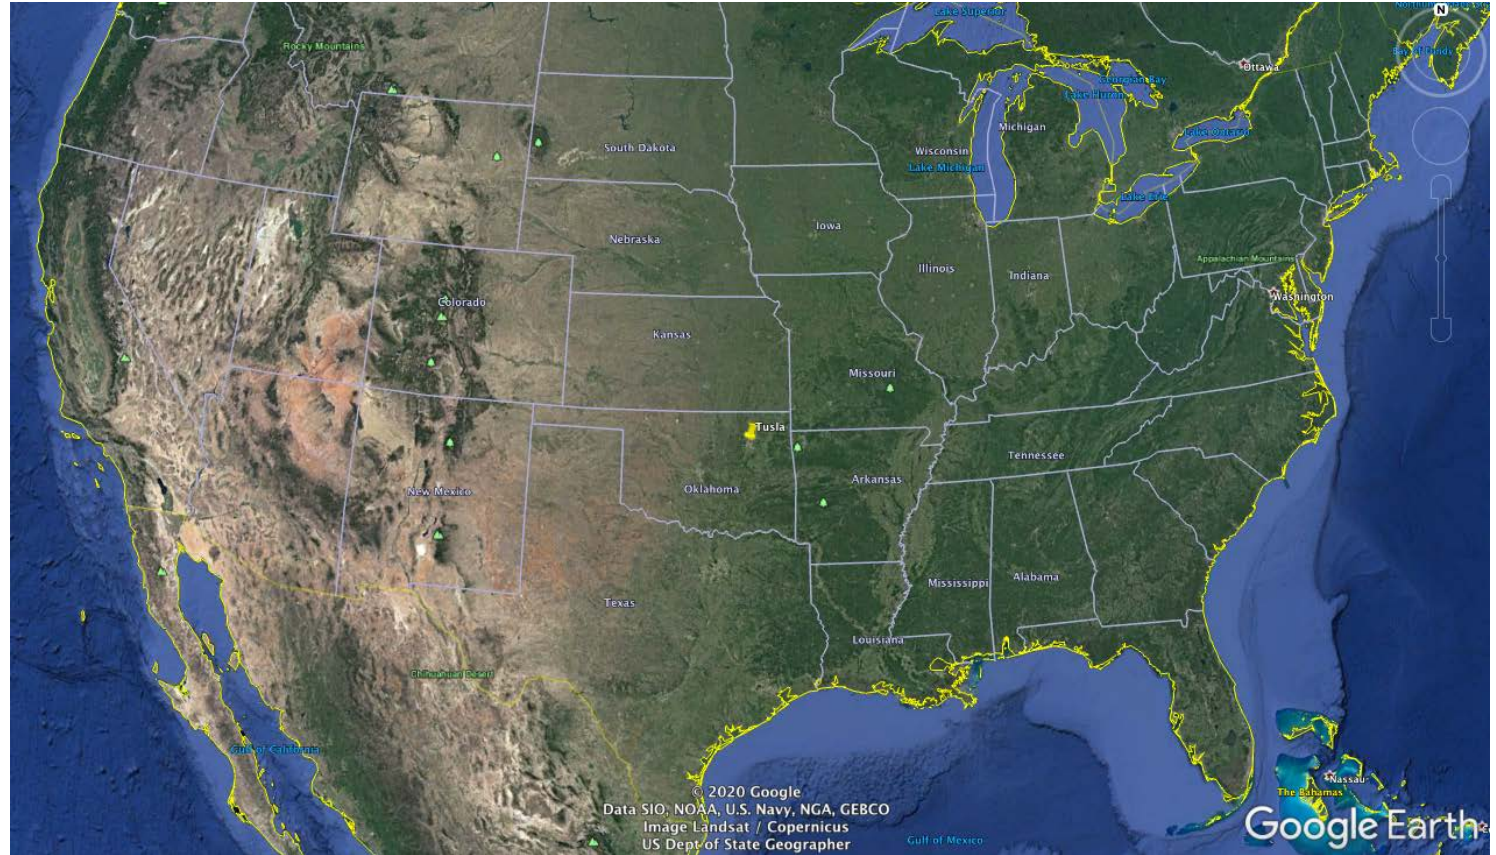 Lake Superior
N
Rocky Mountains
Ottawa
Bay of Fundy
Georgian Bay
Lake Huron
Michigan
Lake Ontario
South Dakota
Wisconsin
Lake Michigan
Lake Erie
Iowa
Nebraska
Appalachian Mountains
Illinois
Indiana
Washington
Colorado
Kansas
Missouri
Tusla
Tennessee
New Mexico
Oklahoma
Arkansas
Mississippi
Alabama
Texas
Louisiana
Chihuahuan Desert
Gulf of California
Nassau
The Bahamas
© 2020 Google
Data SIO, NOAA, U.S. Navy, NGA, GEBCO
Image Landsat / Copernicus
US Dept of State Geographer
Gulf of Mexico
Google Earth